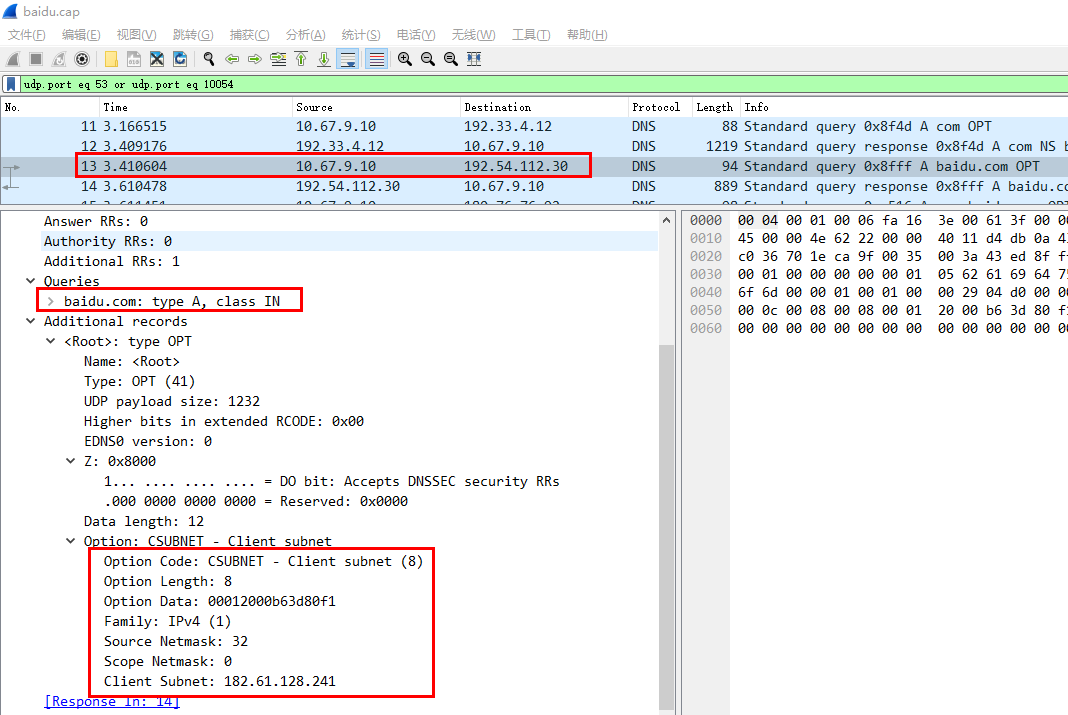 baidu.cap
文件(F) 编辑(E) 视图(V) 跳转(G) 捕获(C) 分析(A) 统计(S) 电话(Y) 无线(W) 工具(T) 帮助(H)
udp.port eq 53 or udp.port eq 10054
No. Time Source Destination Protocol Length Info
11 3.166515 10.67.9.10 192.33.4.12 DNS 88 Standard query 0x8f4d A com OPT
12 3.409176 192.33.4.12 10.67.9.10 DNS 1219 Standard query response 0x8f4d A com NS
13 3.410604 10.67.9.10 192.54.112.30 DNS 94 Standard query 0x8fff A baidu.com OPT
14 3.610478 192.54.112.30 10.67.9.10 DNS 889 Standard query response 0x8fff A baidu.co
Answer RRs: 0
Authority RRs: 0
Additional RRs: 1
Queries
baidu.com: type A, class IN
Additional records
<Root>: type OPT
Name: <Root>
Type: OPT (41)
UDP payload size: 1232
Higher bits in extended RCODE: 0x00
EDNS0 version: 0
Z: 0x8000
1... .... .... .... = DO bit: Accepts DNSSEC security RRs
.000 0000 0000 0000 = Reserved: 0x0000
Data length: 12
Option: CSUBNET - Client subnet
Option Code: CSUBNET - Client subnet (8)
Option Length: 8
Option Data: 00012000b63d80f1
Family: IPv4 (1)
Source Netmask: 32
Scope Netmask: 0
Client Subnet: 182.61.128.241
[Response In: 14]
0000 00 04 00 01 00 06 fa 16 3e 00 61 3f 00 00
0010 45 00 00 4e 62 22 00 00 40 11 d4 db 0a 43
0020 c0 36 70 1e ca 9f 00 35 00 3a 43 ed 8f ff
0030 00 01 00 00 00 00 00 01 05 62 61 69 64 75
0040 6f 6d 00 00 01 00 01 00 00 29 04 d0 00 00
0050 00 0c 00 08 00 08 00 01 20 00 b6 3d 80 f1
0060 00 00 00 00 00 00 00 00 00 00 00 00 00 00